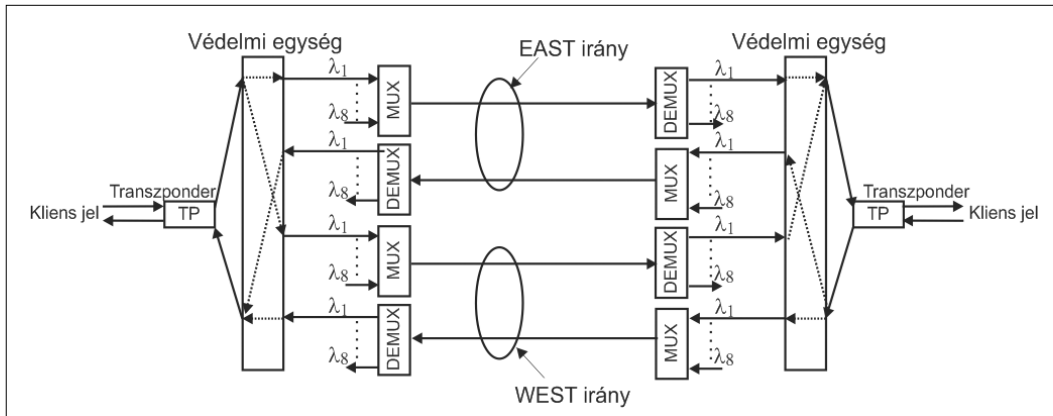 Védelmi egység
EAST irány
Védelmi egység
λ1
λ8
MUX
DEMUX
λ1
λ8
λ1
λ8
DEMUX
MUX
λ1
λ8
Transzponder
Kliens jel
TP
Transzponder
TP
Kliens jel
λ1
λ8
MUX
DEMUX
λ1
λ8
λ1
λ8
DEMUX
MUX
λ1
λ8
WEST irány